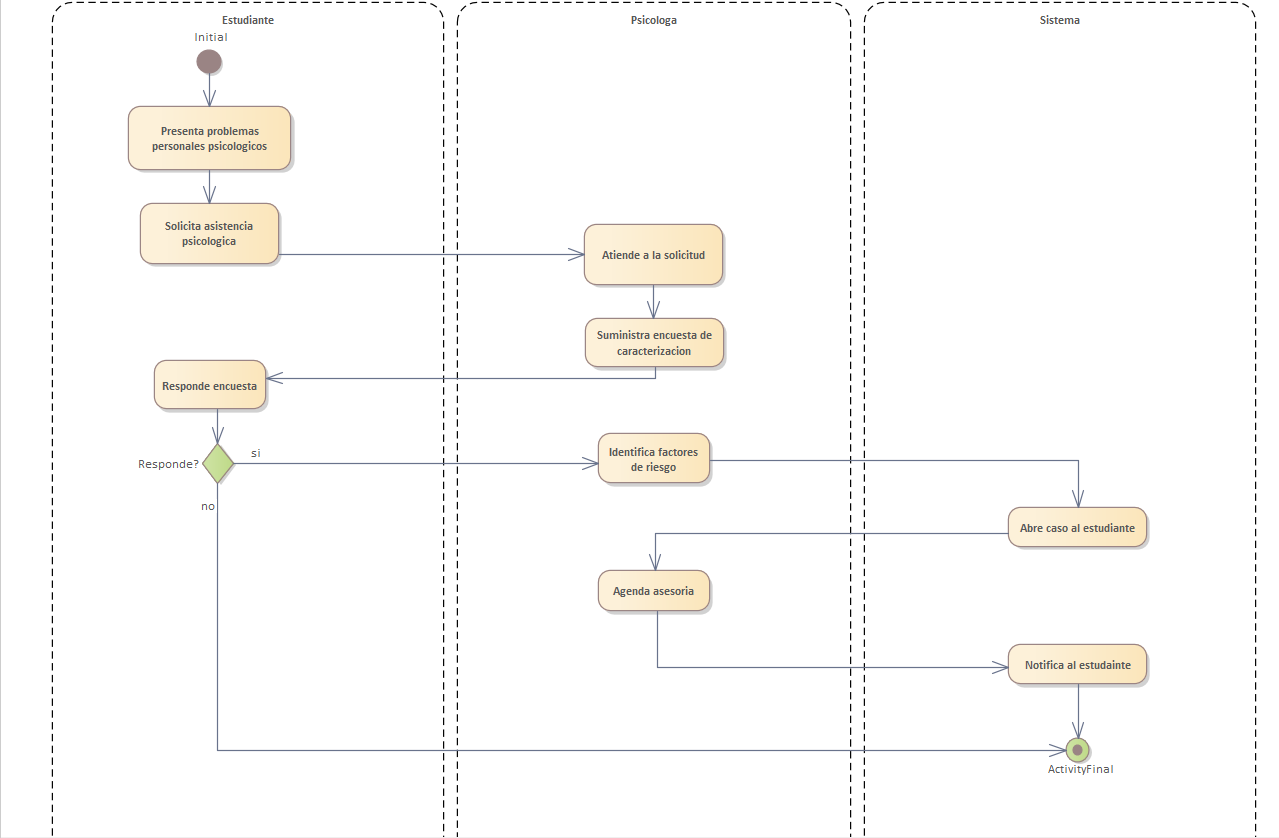 Estudiante
Psicologa
Sistema
Initial
Presenta problemas
personales psicologicos
Solicita asistencia
psicologica
Atiende a la solicitud
Suministra encuesta de
caracterizacion
Responde encuesta
Responde?
si
no
Identifica factores
de riesgo
Abre caso al estudiante
Agenda asesoria
Notifica al estudainte
ActivityFinal